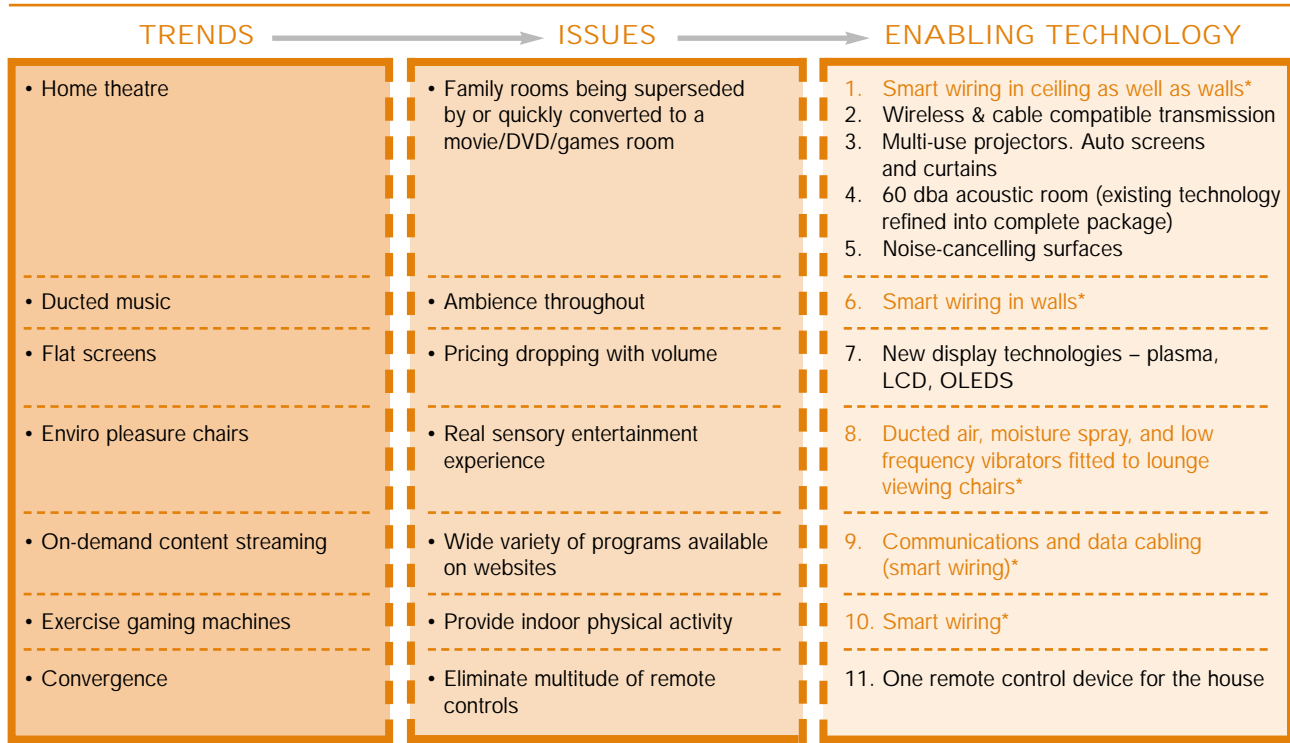 TRENDS
ISSUES
ENABLING TECHNOLOGY
• Home theatre
• Family rooms being superseded
by or quickly converted to a
movie/DVD/games room
1. Smart wiring in ceiling as well as walls*
2. Wireless & cable compatible transmission
3. Multi-use projectors. Auto screens
and curtains
4. 60 dba acoustic room (existing technology
refined into complete package)
5. Noise-cancelling surfaces
• Ducted music
• Ambience throughout
6. Smart wiring in walls*
• Flat screens
• Pricing dropping with volume
7. New display technologies – plasma,
LCD, OLEDS
• Enviro pleasure chairs
• Real sensory entertainment
experience
8. Ducted air, moisture spray, and low
frequency vibrators fitted to lounge
viewing chairs*
• On-demand content streaming
• Wide variety of programs available
on websites
9. Communications and data cabling
(smart wiring)*
• Exercise gaming machines
• Provide indoor physical activity
10. Smart wiring*
• Convergence
• Eliminate multitude of remote
controls
11. One remote control device for the house